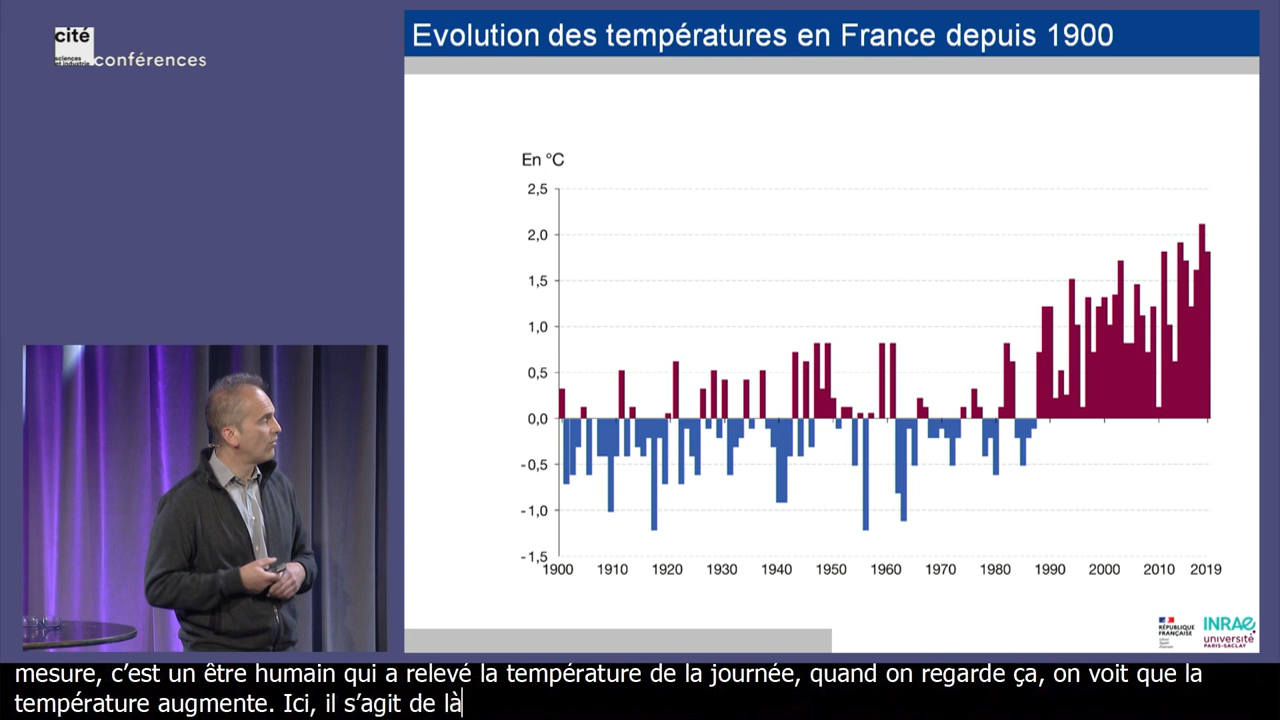 cité
sciences
et industrie
conférences
Evolution des températures en France depuis 1900
En °C
2,5
2,0
1,5
1,0
0,5
0,0
-0,5
-1,0
-1,5
1900 1910 1920 1930 1940 1950 1960 1970 1980 1990 2000 2010 2019
RÉPUBLIQUE
FRANÇAISE
INRAE
université
PARIS-SACLAY
mesure, c’est un être humain qui a relevé la température de la journée, quand on regarde ça, on voit que la
température augmente. Ici, il s’agit de là